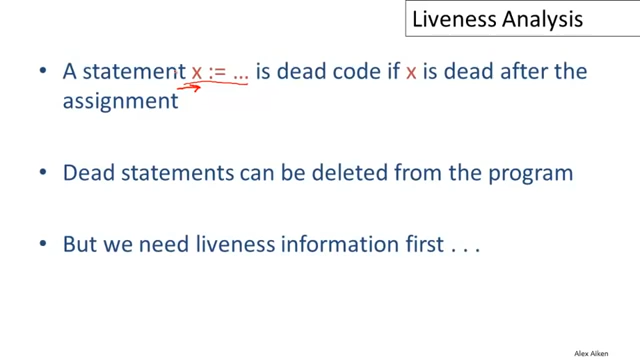 Liveness Analysis
• A statement x := … is dead code if x is dead after the
assignment
• Dead statements can be deleted from the program
• But we need liveness information first . . .
Alex Aiken